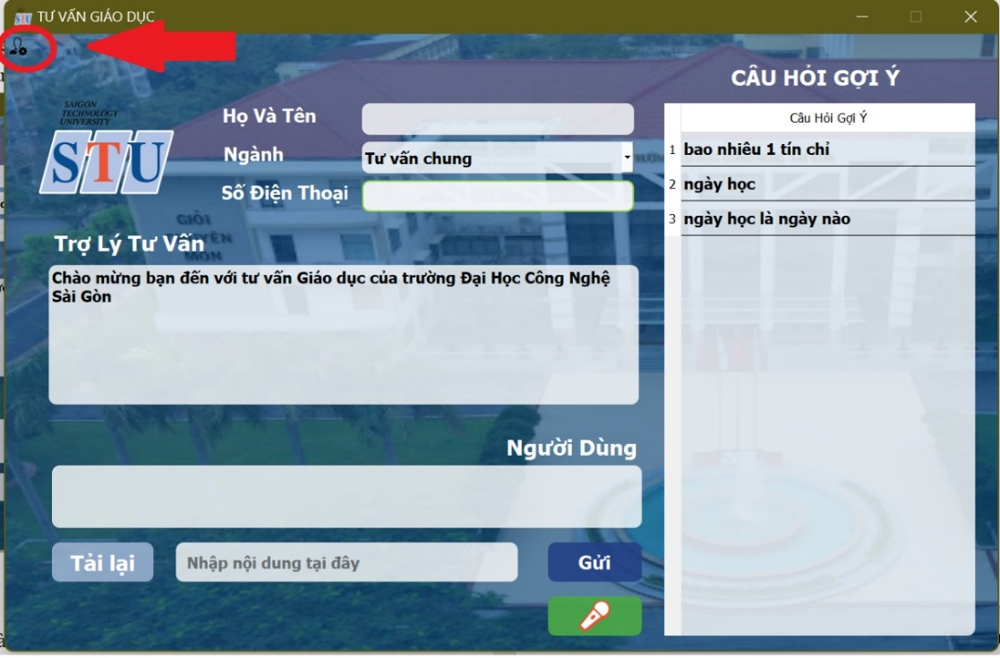 TƯ VẤN GIÁO DỤC
SAIGON
TECHNOLOGY
UNIVERSITY
STU
Họ Và Tên
Ngành
Tư vấn chung
Số Điện Thoại
GIỎI
CHUYÊN
MÔN
Trợ Lý Tư Vấn
Chào mừng bạn đến với tư vấn Giáo dục của trường Đại Học Công Nghệ
Sài Gòn
Người Dùng
Tải lại
Nhập nội dung tại đây
Gửi
CÂU HỎI GỢI Ý
Câu Hỏi Gợi Ý
1 bao nhiêu 1 tín chỉ
2 ngày học
3 ngày học là ngày nào